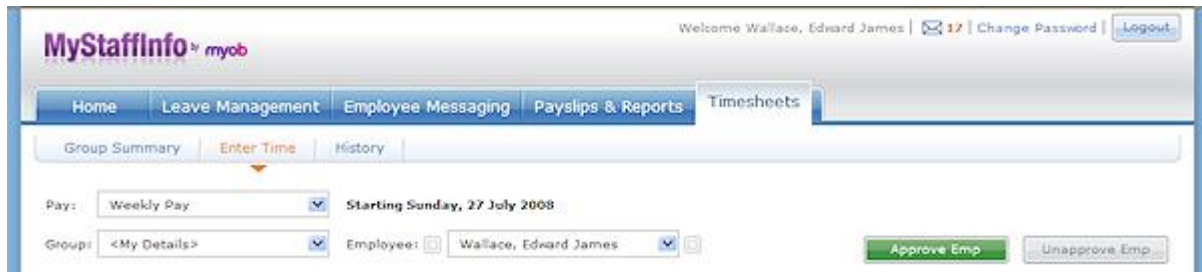 Welcome Wallace, Edward James | 17 | Change Password | Logout
MyStaffInfo by myob
Home Leave Management Employee Messaging Payslips & Reports Timesheets
Group Summary Enter Time History
Pay: Weekly Pay Starting Sunday, 27 July 2008
Group: <My Details> Employee: Wallace, Edward James Approve Emp Unapprove Emp